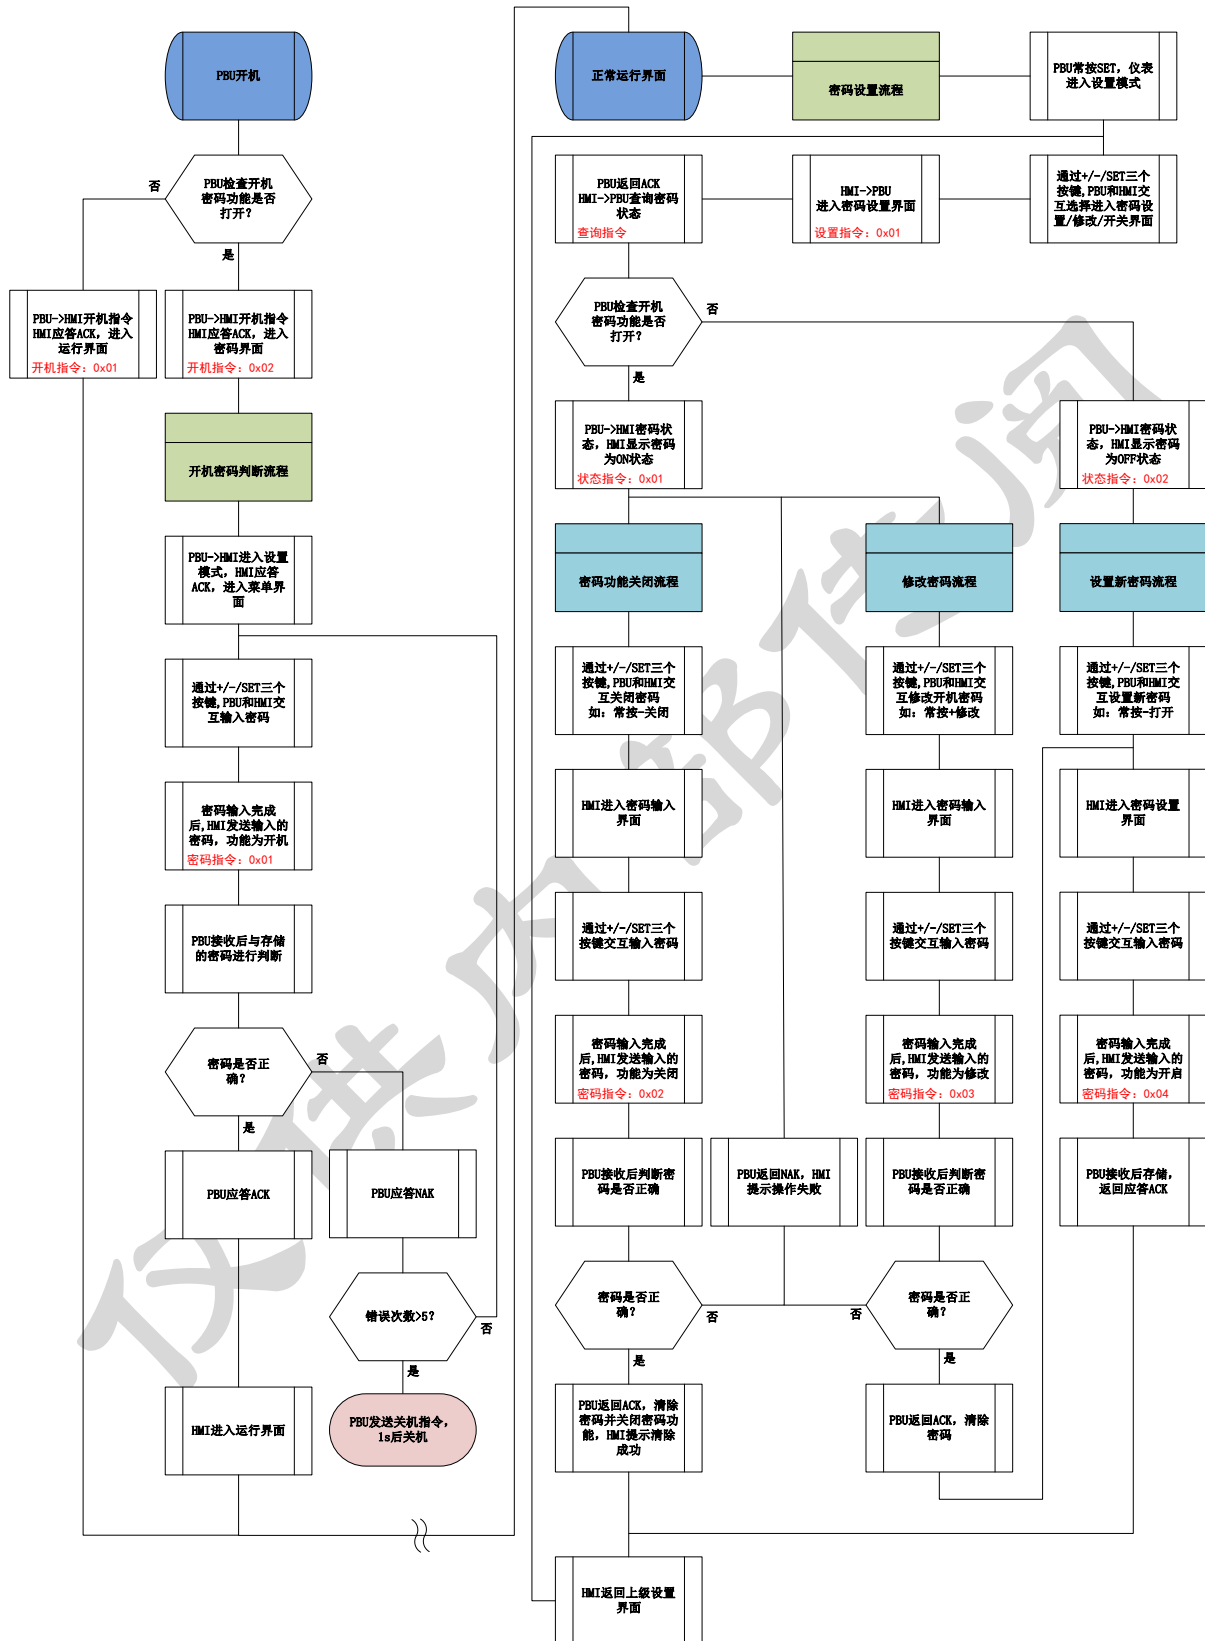 PBU开机
PBU检查开机
密码功能是否
打开?
否
是
PBU->HMI开机指令
HMI应答ACK, 进入
运行界面
开机指令: 0x01
PBU->HMI开机指令
HMI应答ACK, 进入
密码界面
开机指令: 0x02
开机密码判断流程
PBU->HMI进入设置
模式, HMI应答
ACK, 进入菜单界
面
通过+/-/SET三个
按键,PBU和HMI交
互输入密码
密码输入完成
后,HMI发送输入的
密码, 功能为开机
密码指令: 0x01
PBU接收后与存储
的密码进行判断
密码是否正
确?
否
是
PBU应答ACK
PBU应答NAK
错误次数>5?
否
是
HMI进入运行界面
PBU发送关机指令,
1s后关机
正常运行界面
密码设置流程
PBU常按SET, 仪表
进入设置模式
通过+/-/SET三个
按键,PBU和HMI交
互选择进入密码设
置/修改/开关界面
HMI->PBU
进入密码设置界面
设置指令: 0x01
PBU返回ACK
HMI->PBU查询密码
状态
查询指令
PBU检查开机
密码功能是否
打开?
否
是
PBU->HMI密码状
态, HMI显示密码
为ON状态
状态指令: 0x01
PBU->HMI密码状
态, HMI显示密码
为OFF状态
状态指令: 0x02
密码功能关闭流程
修改密码流程
设置新密码流程
通过+/-/SET三个
按键,PBU和HMI交
互关闭密码
如: 常按-关闭
通过+/-/SET三个
按键,PBU和HMI交
互修改开机密码
如: 常按+修改
通过+/-/SET三个
按键,PBU和HMI交
互设置新密码
如: 常按-打开
HMI进入密码输入
界面
HMI进入密码输入
界面
HMI进入密码设置
界面
通过+/-/SET三个
按键交互输入密码
通过+/-/SET三个
按键交互输入密码
通过+/-/SET三个
按键交互输入密码
密码输入完成
后,HMI发送输入的
密码, 功能为关闭
密码指令: 0x02
密码输入完成
后,HMI发送输入的
密码, 功能为修改
密码指令: 0x03
密码输入完成
后,HMI发送输入的
密码, 功能为开启
密码指令: 0x04
PBU接收后判断密
码是否正确
PBU返回NAK, HMI
提示操作失败
PBU接收后判断密
码是否正确
PBU接收后存储,
返回应答ACK
密码是否正
确?
否
是
密码是否正
确?
否
是
PBU返回ACK, 清除
密码并关闭密码功
能, HMI提示清除
成功
PBU返回ACK, 清除
密码
HMI返回上级设置
界面
仅供内部传阅